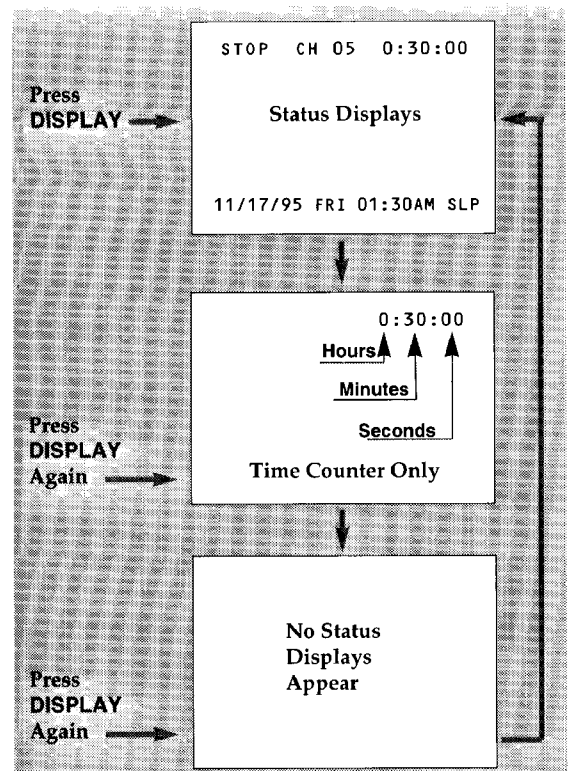 STOP CH 05 0:30:00
Press
DISPLAY
Status Displays
11/17/95 FRI 01:30AM SLP
0:30:00
Hours
Minutes
Seconds
Press
DISPLAY
Again
Time Counter Only
No Status
Displays
Appear
Press
DISPLAY
Again